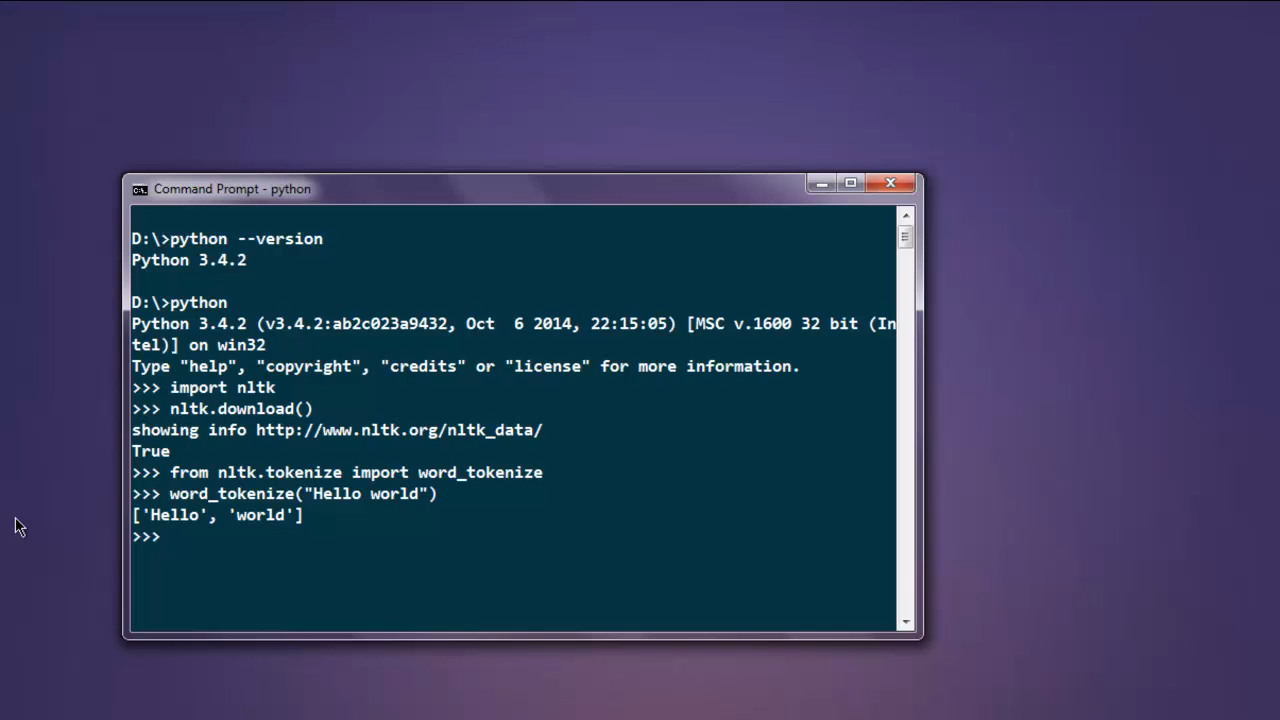 Command Prompt - python
D:\>python --version
Python 3.4.2
D:\>python
Python 3.4.2 (v3.4.2:ab2c023a9432, Oct  6 2014, 22:15:05) [MSC v.1600 32 bit (In
tel)] on win32
Type "help", "copyright", "credits" or "license" for more information.
>>> import nltk
>>> nltk.download()
showing info http://www.nltk.org/nltk_data/
True
>>> from nltk.tokenize import word_tokenize
>>> word_tokenize("Hello world")
['Hello', 'world']
>>>